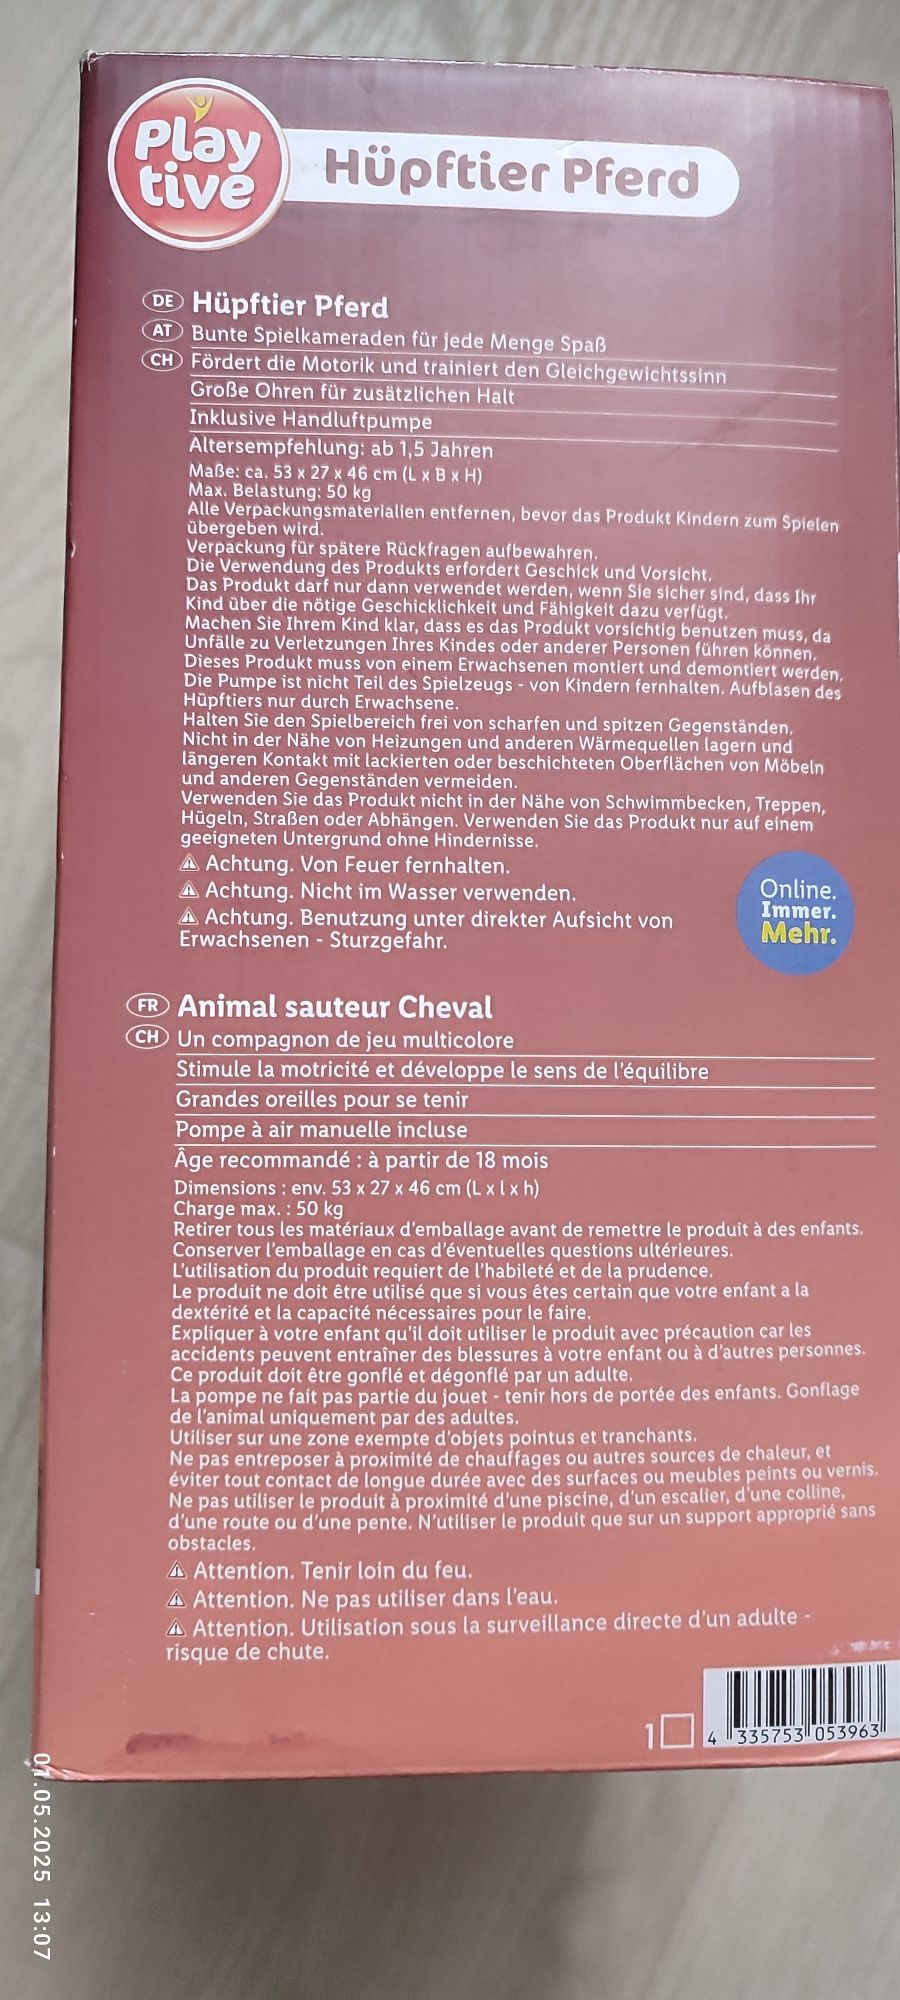 Play
tive
Hüpftier Pferd
DE Hüpftier Pferd
AT Bunte Spielkameraden für jede Menge Spaß
CH Fördert die Motorik und trainiert den Gleichgewichtssinn
Große Ohren für zusätzlichen Halt
Inklusive Handluftpumpe
Altersempfehlung: ab 1,5 Jahren
Maße: ca. 53 x 27 x 46 cm (L x B x H)
Max. Belastung: 50 kg
Alle Verpackungsmaterialien entfernen, bevor das Produkt Kindern zum Spielen
übergeben wird.
Verpackung für spätere Rückfragen aufbewahren.
Die Verwendung des Produkts erfordert Geschick und Vorsicht.
Das Produkt darf nur dann verwendet werden, wenn Sie sicher sind, dass Ihr
Kind über die nötige Geschicklichkeit und Fähigkeit dazu verfügt.
Machen Sie Ihrem Kind klar, dass es das Produkt vorsichtig benutzen muss, da
Unfälle zu Verletzungen Ihres Kindes oder anderer Personen führen können.
Dieses Produkt muss von einem Erwachsenen montiert und demontiert werden.
Die Pumpe ist nicht Teil des Spielzeugs - von Kindern fernhalten. Aufblasen des
Hüpftiers nur durch Erwachsene.
Halten Sie den Spielbereich frei von scharfen und spitzen Gegenständen.
Nicht in der Nähe von Heizungen und anderen Wärmequellen lagern und
längeren Kontakt mit lackierten oder beschichteten Oberflächen von Möbeln
und anderen Gegenständen vermeiden.
Verwenden Sie das Produkt nicht in der Nähe von Schwimmbecken, Treppen,
Hügeln, Straßen oder Abhängen. Verwenden Sie das Produkt nur auf einem
geeigneten Untergrund ohne Hindernisse.
⚠ Achtung. Von Feuer fernhalten.
⚠ Achtung. Nicht im Wasser verwenden.
⚠ Achtung. Benutzung unter direkter Aufsicht von
Erwachsenen - Sturzgefahr.
Online.
Immer.
Mehr.
FR Animal sauteur Cheval
CH Un compagnon de jeu multicolore
Stimule la motricité et développe le sens de l'équilibre
Grandes oreilles pour se tenir
Pompe à air manuelle incluse
Âge recommandé : à partir de 18 mois
Dimensions : env. 53 x 27 x 46 cm (L x l x h)
Charge max. : 50 kg
Retirer tous les matériaux d'emballage avant de remettre le produit à des enfants.
Conserver l'emballage en cas d'éventuelles questions ultérieures.
L'utilisation du produit requiert de l'habileté et de la prudence.
Le produit ne doit être utilisé que si vous êtes certain que votre enfant a la
dextérité et la capacité nécessaires pour le faire.
Expliquer à votre enfant qu'il doit utiliser le produit avec précaution car les
accidents peuvent entraîner des blessures à votre enfant ou à d'autres personnes.
Ce produit doit être gonflé et dégonflé par un adulte.
La pompe ne fait pas partie du jouet - tenir hors de portée des enfants. Gonflage
de l'animal uniquement par des adultes.
Utiliser sur une zone exempte d'objets pointus et tranchants.
Ne pas entreposer à proximité de chauffages ou autres sources de chaleur, et
éviter tout contact de longue durée avec des surfaces ou meubles peints ou vernis.
Ne pas utiliser le produit à proximité d'une piscine, d'un escalier, d'une colline,
d'une route ou d'une pente. N'utiliser le produit que sur un support approprié sans
obstacles.
⚠ Attention. Tenir loin du feu.
⚠ Attention. Ne pas utiliser dans l'eau.
⚠ Attention. Utilisation sous la surveillance directe d'un adulte -
risque de chute.
1
4 335753 053963
01.05.2025 13:07